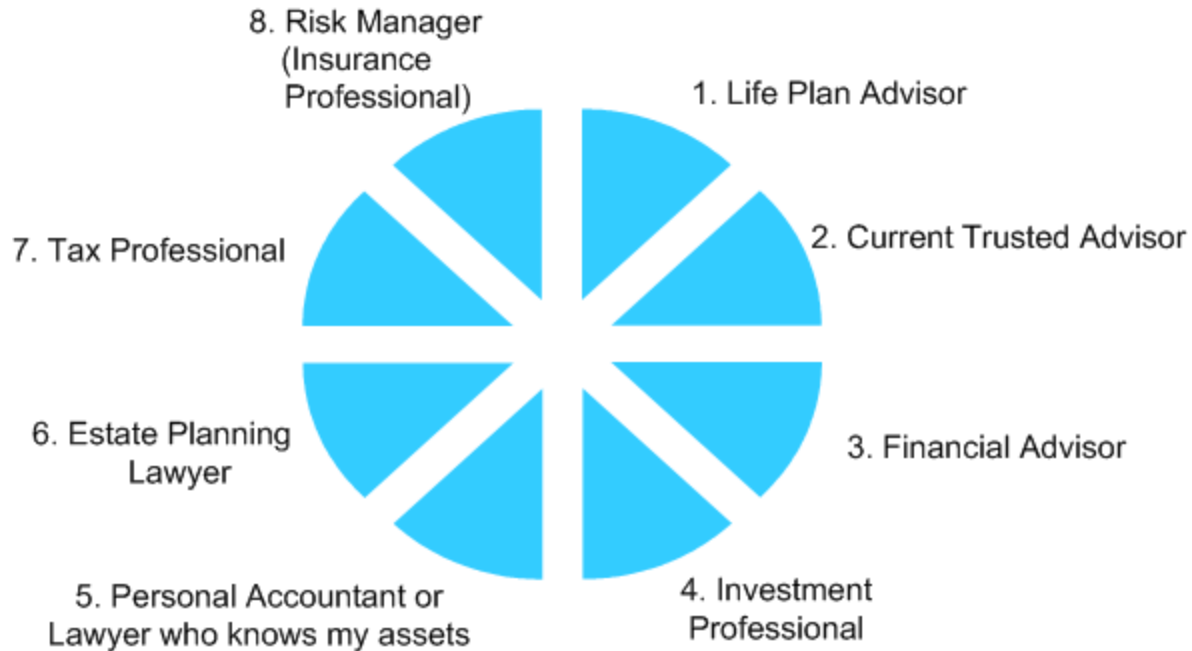 8. Risk Manager
(Insurance
Professional)
1. Life Plan Advisor
2. Current Trusted Advisor
3. Financial Advisor
4. Investment
Professional
5. Personal Accountant or
Lawyer who knows my assets
6. Estate Planning
Lawyer
7. Tax Professional